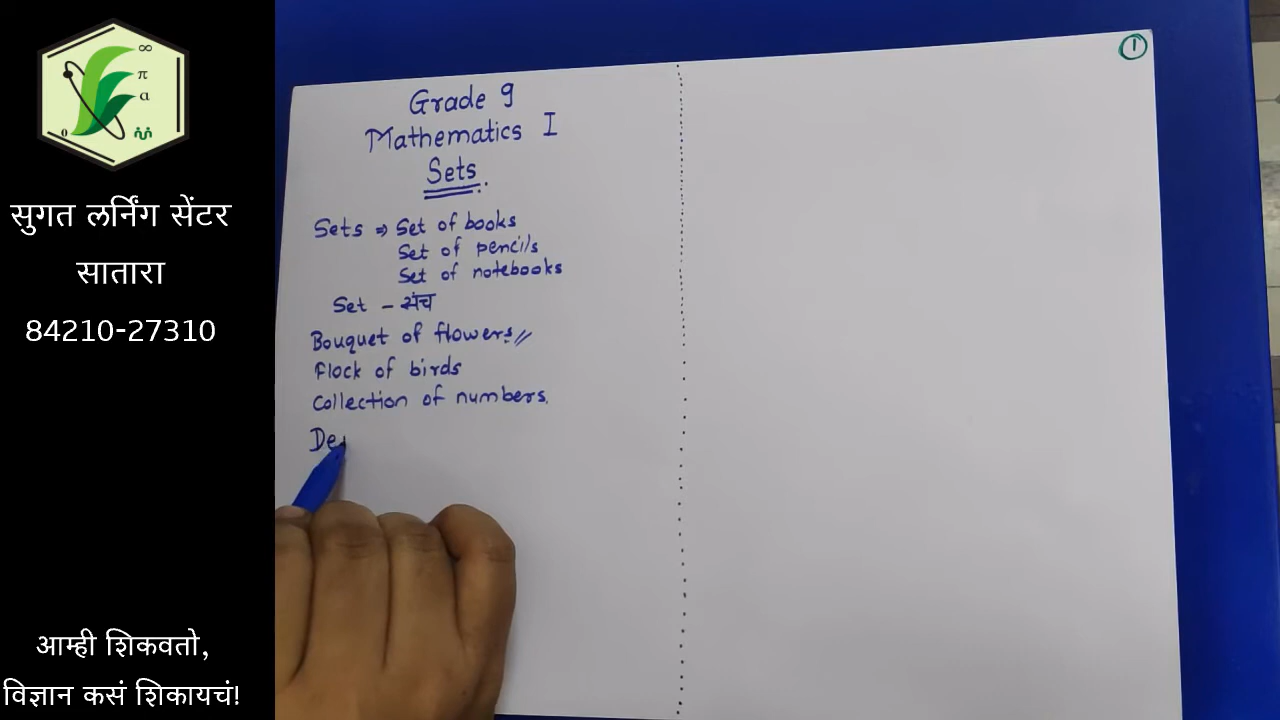 ∞
π
a
0
सुगत लर्निंग सेंटर
सातारा
84210-27310
आम्ही शिकवतो,
विज्ञान कसं शिकायचं!
1
Grade 9
Mathematics I
Sets
Sets ⇒ Set of books
Set of pencils
Set of notebooks
Set - संच
Bouquet of flowers
Flock of birds
Collection of numbers.